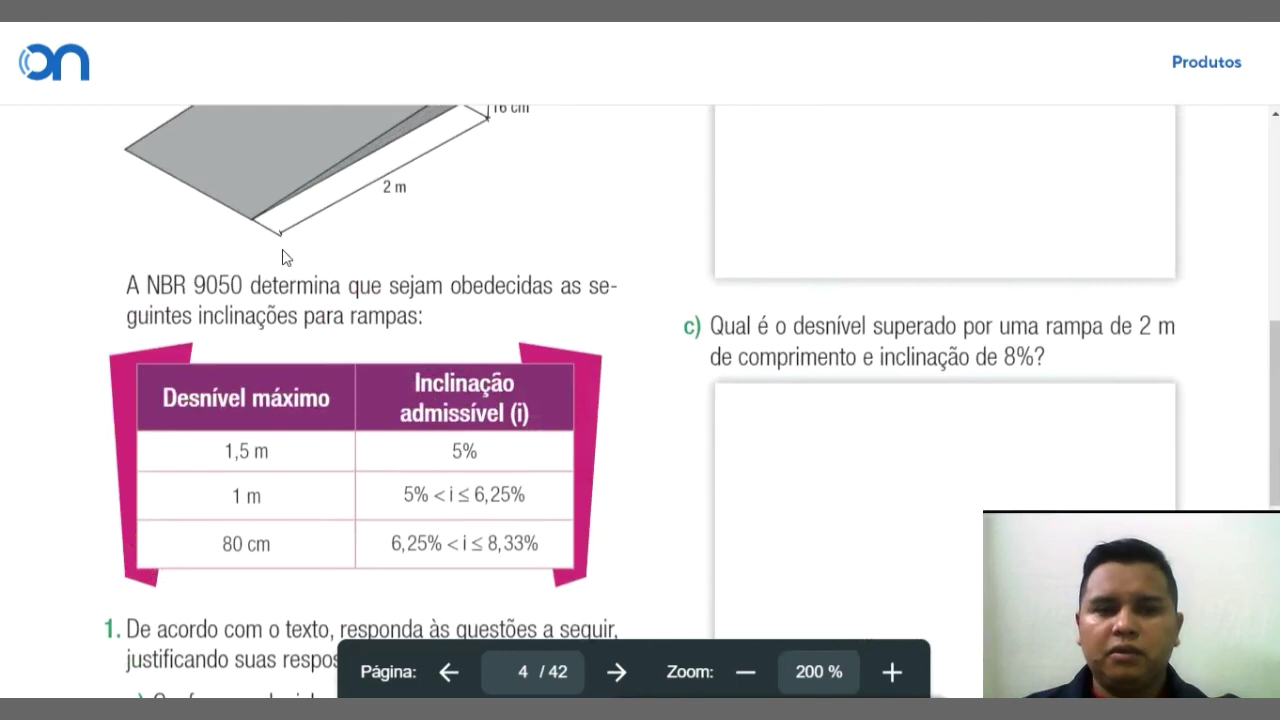 on
Produtos
16 cm
2 m
A NBR 9050 determina que sejam obedecidas as se-
guintes inclinações para rampas:
Desnível máximo
Inclinação
admissível (i)
1,5 m
5%
1 m
5% < i ≤ 6,25%
80 cm
6,25% < i ≤ 8,33%
1. De acordo com o texto, responda às questões a seguir,
justificando suas respos
c) Qual é o desnível superado por uma rampa de 2 m
de comprimento e inclinação de 8%?
Página: 4 / 42 Zoom: 200 %